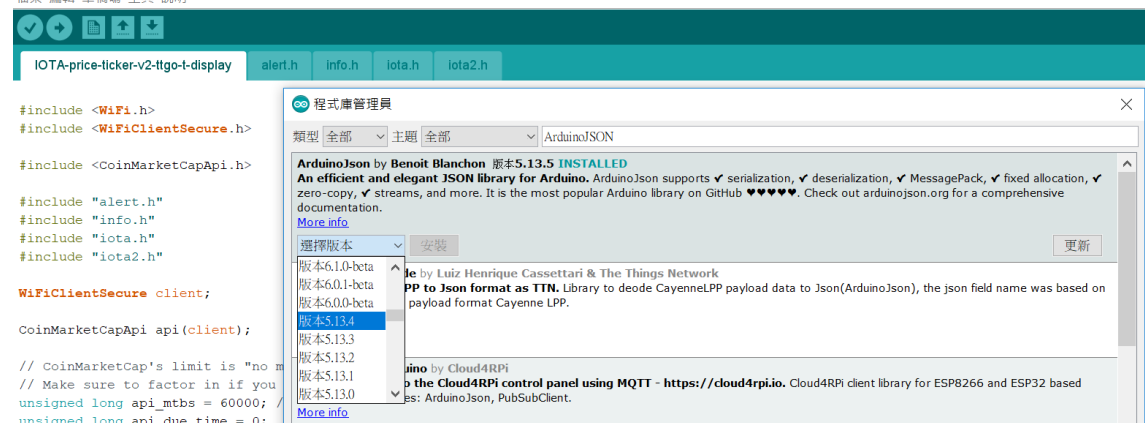 IOTA-price-ticker-v2-ttgo-t-display alert.h info.h iota.h iota2.h
#include <WiFi.h>
#include <WiFiClientSecure.h>
#include <CoinMarketCapApi.h>
#include "alert.h"
#include "info.h"
#include "iota.h"
#include "iota2.h"
WiFiClientSecure client;
CoinMarketCapApi api(client);
// CoinMarketCap's limit is "no m
// Make sure to factor in if you
unsigned long api_mtbs = 60000; /
unsigned long api_due_time = 0;
程式庫管理員
類型 全部 主題 全部 ArduinoJSON
ArduinoJson by Benoit Blanchon 版本5.13.5 INSTALLED
An efficient and elegant JSON library for Arduino. ArduinoJson supports ✔ serialization, ✔ deserialization, ✔ MessagePack, ✔ fixed allocation, ✔
zero-copy, ✔ streams, and more. It is the most popular Arduino library on GitHub ♥♥♥♥♥. Check out arduinojson.org for a comprehensive
documentation.
More info
選擇版本 安裝 更新
版本6.1.0-beta
版本6.0.1-beta
版本6.0.0-beta
版本5.13.4
版本5.13.3
版本5.13.2
版本5.13.1
版本5.13.0
de by Luiz Henrique Cassettari & The Things Network
PP to Json format as TTN. Library to deode CayenneLPP payload data to Json(ArduinoJson), the json field name was based on
payload format Cayenne LPP.
uino by Cloud4RPi
o the Cloud4RPi control panel using MQTT - https://cloud4rpi.io. Cloud4RPi client library for ESP8266 and ESP32 based
es: ArduinoJson, PubSubClient.
More info